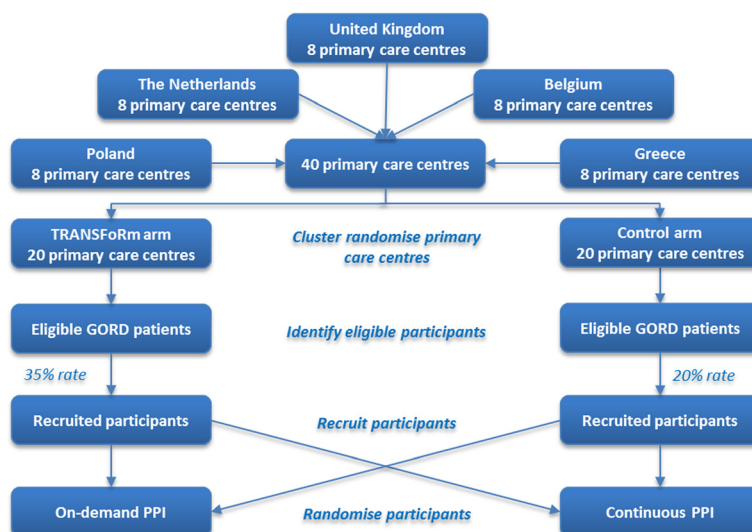 United Kingdom
8 primary care centres
The Netherlands
8 primary care centres
Belgium
8 primary care centres
Poland
8 primary care centres
40 primary care centres
Greece
8 primary care centres
TRANSFoRm arm
20 primary care centres
Cluster randomise primary
care centres
Control arm
20 primary care centres
Eligible GORD patients
Identify eligible participants
Eligible GORD patients
35% rate
20% rate
Recruited participants
Recruit participants
Recruited participants
On-demand PPI
Randomise participants
Continuous PPI